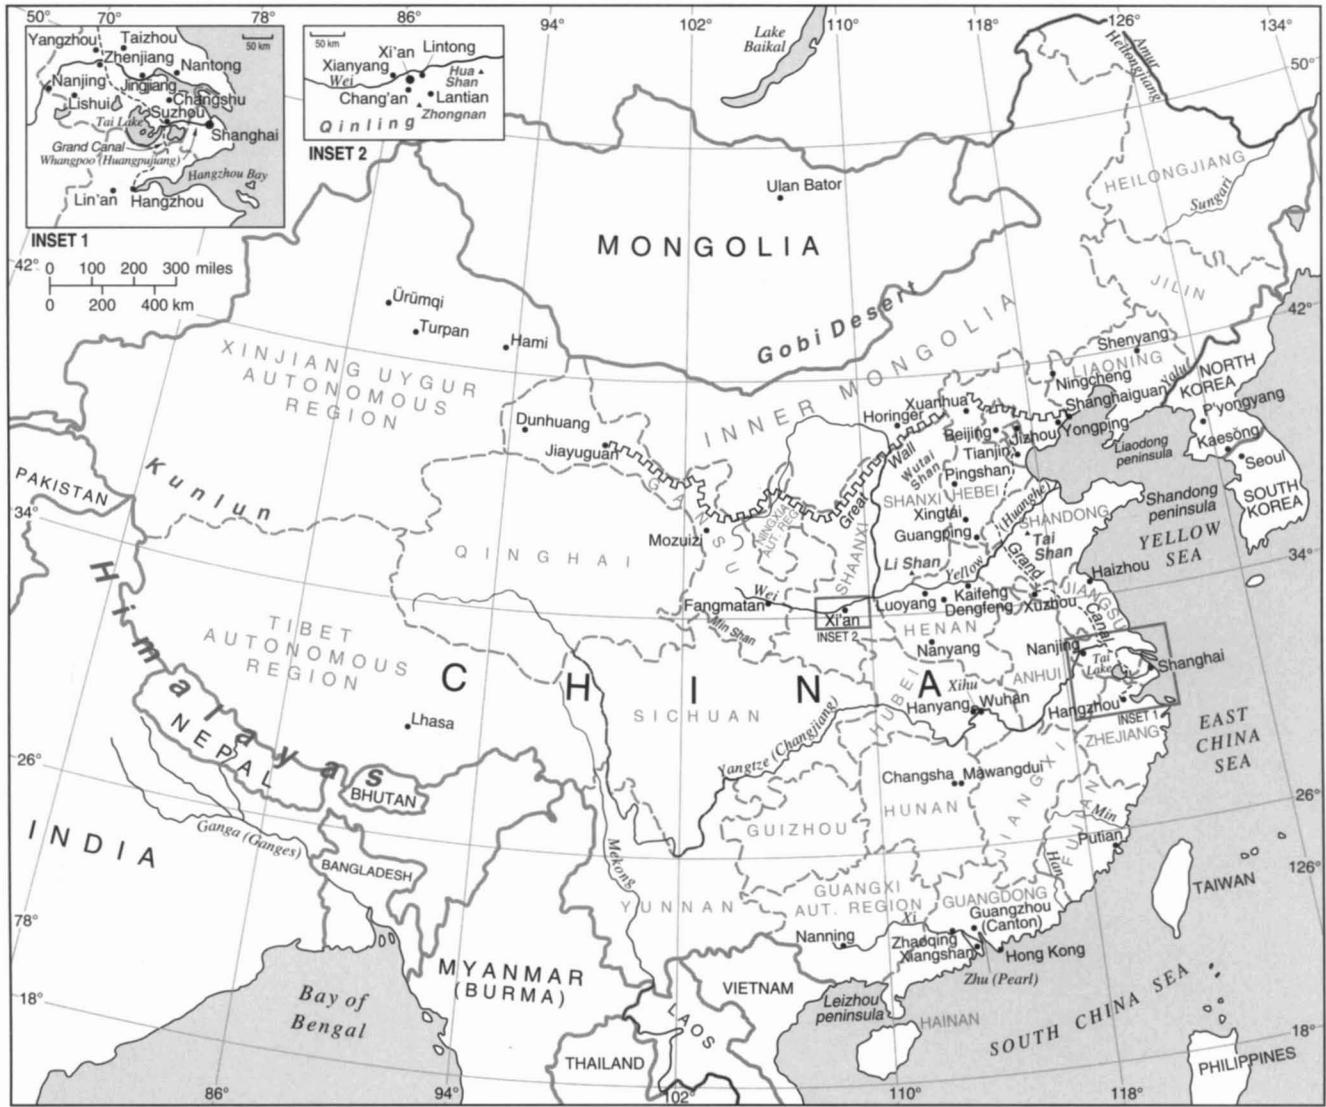 50°
70°
78°
86°
94°
102°
110°
118°
126°
134°
Yangzhou
Taizhou
50 km
Zhenjiang
Nantong
Nanjing
Jingjiang
Lishui
Changshu
Suzhou
Tai Lake
Shanghai
Grand Canal
Whangpoo (Huangpujiang)
Hangzhou Bay
Lin'an
Hangzhou
INSET 1
50 km
Xi'an
Lintong
Xianyang
Wei
Hua
Shan
Chang'an
Lantian
Zhongnan
Qinling
INSET 2
0 100 200 300 miles
0 200 400 km
Lake
Baikal
Amur
Heilongjiang
50°
HEILONGJIANG
Sungari
Ulan Bator
MONGOLIA
42°
JILIN
42°
Ürümqi
Turpan
Hami
Gobi Desert
INNER MONGOLIA
XINJIANG UYGUR
AUTONOMOUS
REGION
Shenyang
LIAONING
Yalu
NORTH
KOREA
Ningcheng
Shanghaiguan
P'yongyang
Dunhuang
Jiayuguan
Horinger
Xuanhua
Beijing
Jizhou
Yongping
Tianjin
Liaodong
peninsula
Kaesŏng
Seoul
Great
Wall
Wutai
Shan
Pingshan
PAKISTAN
Kunlun
GANSU
SHANXI
HEBEI
Shandong
peninsula
SOUTH
KOREA
34°
Xingtai
(Huanghe)
SHANDONG
NINGXIA
AUT. REG.
Mozuizi
Guangping
Tai
Shan
YELLOW
SEA
QINGHAI
SHAANXI
Li Shan
Yellow
Grand
Canal
Haizhou
34°
Himalayas
Wei
Fangmatan
Xi'an
INSET 2
Luoyang
Kaifeng
Dengfeng
Xuzhou
JIANGSU
Min Shan
HENAN
Nanyang
Nanjing
Tai
Lake
Shanghai
TIBET
AUTONOMOUS
REGION
CHINA
ANHUI
Xihu
Hanyang
Wuhan
HUBEI
Hangzhou
INSET 1
SICHUAN
ZHEJIANG
EAST
CHINA
SEA
Lhasa
NEPAL
Yangtze (Changjiang)
26°
BHUTAN
Changsha
Mawangdui
HUNAN
JIANGXI
GUIZHOU
FUJIAN
Min
Putian
26°
INDIA
Ganga (Ganges)
Mekong
Han
BANGLADESH
YUNNAN
GUANGXI
AUT. REGION
GUANGDONG
Guangzhou
(Canton)
TAIWAN
126°
78°
Xi
Nanning
Zhaoqing
Xiangshan
Hong Kong
Zhu (Pearl)
MYANMAR
(BURMA)
VIETNAM
18°
Bay of
Bengal
Leizhou
peninsula
HAINAN
SOUTH CHINA SEA
LAOS
18°
THAILAND
PHILIPPINES
86°
94°
102°
110°
118°